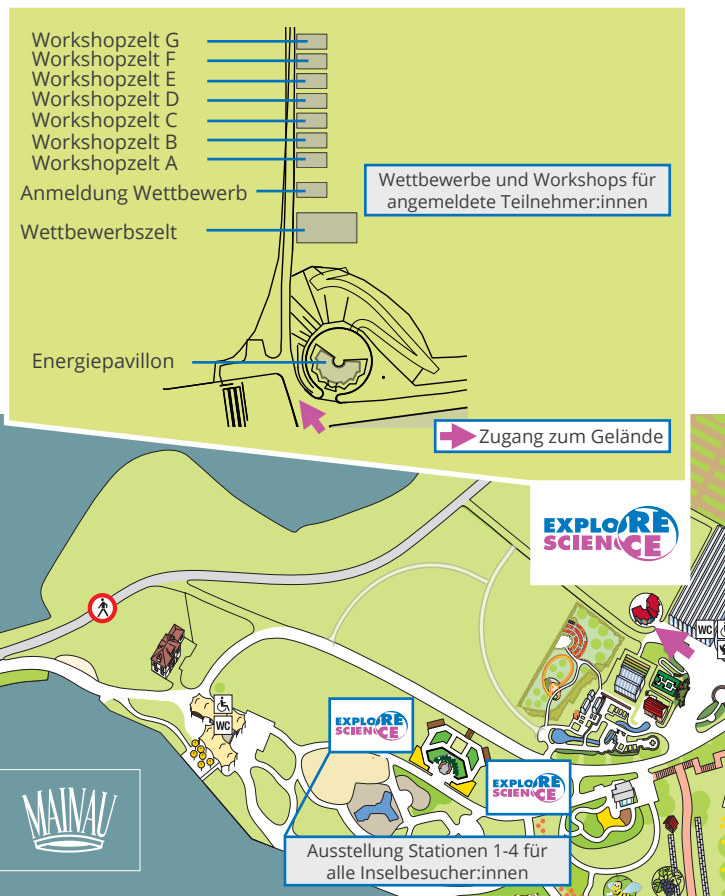 Workshopzelt G
Workshopzelt F
Workshopzelt E
Workshopzelt D
Workshopzelt C
Workshopzelt B
Workshopzelt A
Anmeldung Wettbewerb
Wettbewerbszelt
Wettbewerbe und Workshops für
angemeldete Teilnehmer:innen
Energiepavillon
Zugang zum Gelände
EXPLORE
SCIENCE
WC
WC
EXPLORE
SCIENCE
EXPLORE
SCIENCE
MAINAU
Ausstellung Stationen 1-4 für
alle Inselbesucher:innen